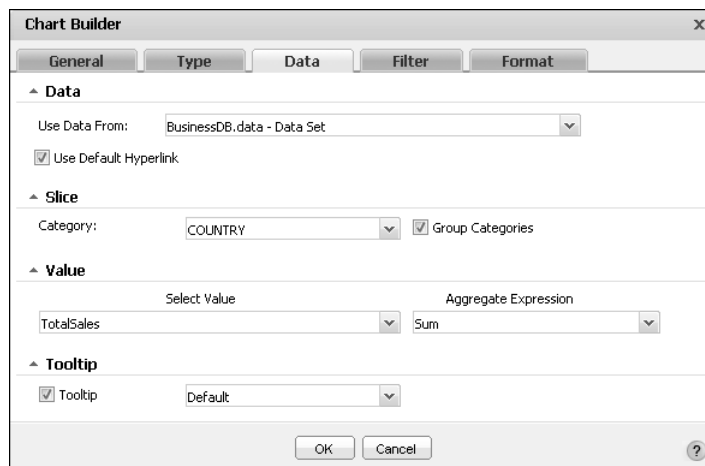 Chart Builder x
General Type Data Filter Format
Data
Use Data From: BusinessDB.data - Data Set
Use Default Hyperlink
Slice
Category: COUNTRY Group Categories
Value
Select Value Aggregate Expression
TotalSales Sum
Tooltip
Tooltip Default
OK Cancel ?